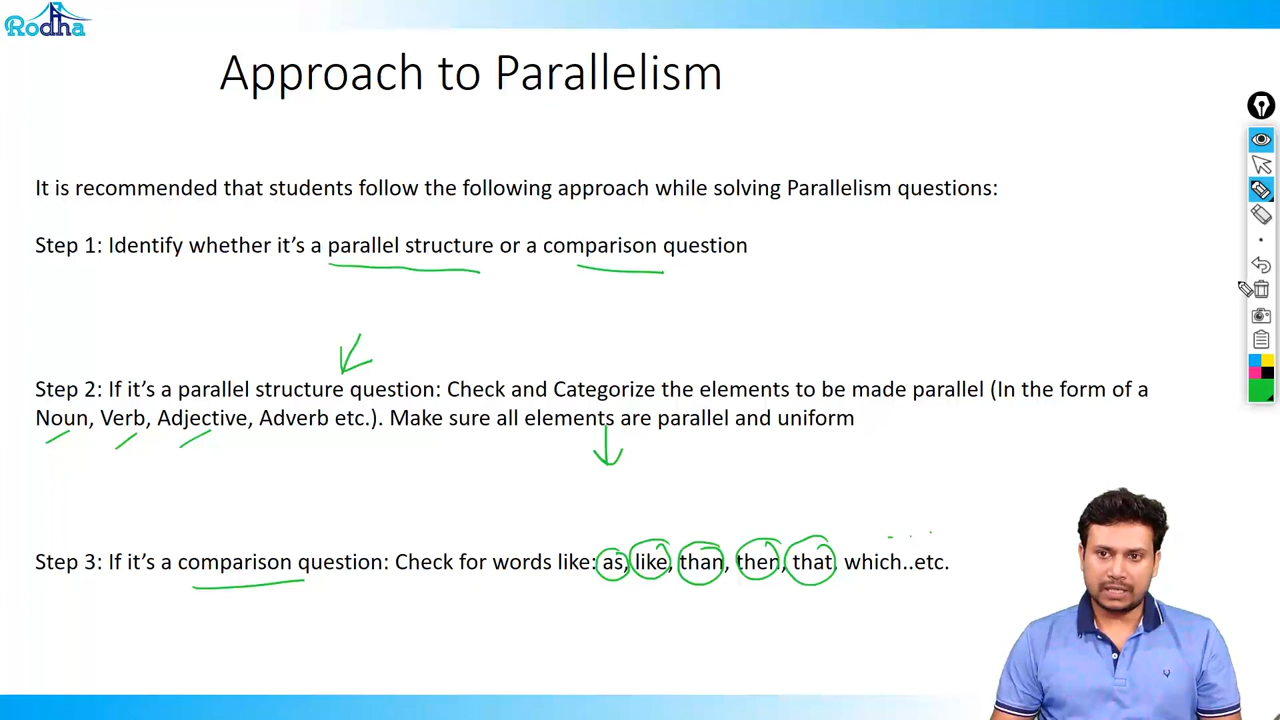 Rodha
Approach to Parallelism
It is recommended that students follow the following approach while solving Parallelism questions:
Step 1: Identify whether it’s a parallel structure or a comparison question
Step 2: If it’s a parallel structure question: Check and Categorize the elements to be made parallel (In the form of a
Noun, Verb, Adjective, Adverb etc.). Make sure all elements are parallel and uniform
Step 3: If it’s a comparison question: Check for words like: as, like, than, then, that, which..etc.